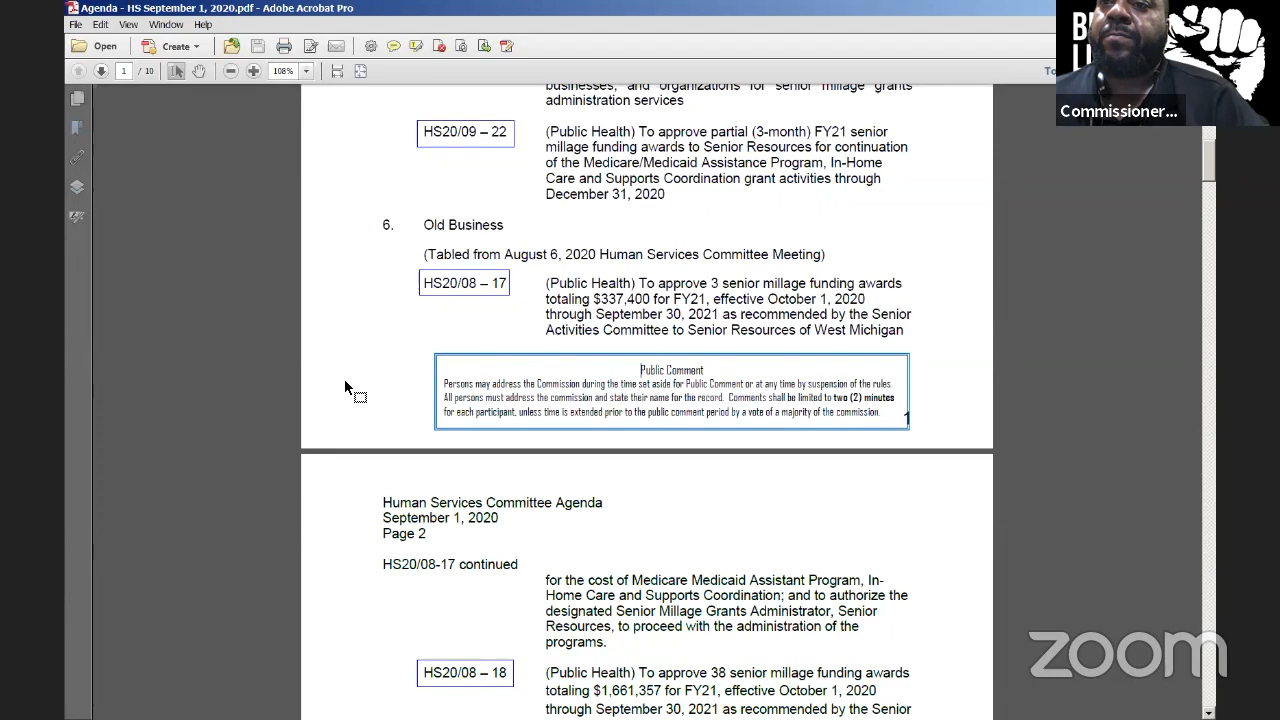 Agenda - HS September 1, 2020.pdf - Adobe Acrobat Pro
File Edit View Window Help
Open Create
1 / 10 108%
businesses, and organizations for senior millage grants
administration services
HS20/09 – 22
(Public Health) To approve partial (3-month) FY21 senior
millage funding awards to Senior Resources for continuation
of the Medicare/Medicaid Assistance Program, In-Home
Care and Supports Coordination grant activities through
December 31, 2020
6. Old Business
(Tabled from August 6, 2020 Human Services Committee Meeting)
HS20/08 – 17
(Public Health) To approve 3 senior millage funding awards
totaling $337,400 for FY21, effective October 1, 2020
through September 30, 2021 as recommended by the Senior
Activities Committee to Senior Resources of West Michigan
Public Comment
Persons may address the Commission during the time set aside for Public Comment or at any time by suspension of the rules.
All persons must address the commission and state their name for the record. Comments shall be limited to two (2) minutes
for each participant, unless time is extended prior to the public comment period by a vote of a majority of the commission.
1
Human Services Committee Agenda
September 1, 2020
Page 2
HS20/08-17 continued
for the cost of Medicare Medicaid Assistant Program, In-
Home Care and Supports Coordination; and to authorize the
designated Senior Millage Grants Administrator, Senior
Resources, to proceed with the administration of the
programs.
HS20/08 – 18
(Public Health) To approve 38 senior millage funding awards
totaling $1,661,357 for FY21, effective October 1, 2020
through September 30, 2021 as recommended by the Senior
Commissioner...
zoom